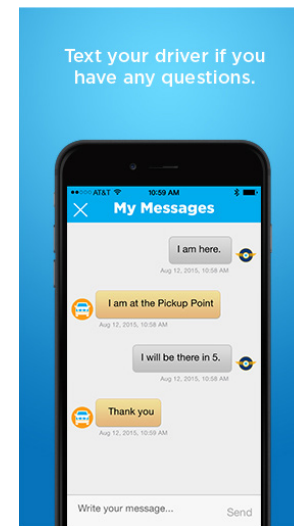 Text your driver if you
have any questions.
AT&T 10:59 AM
My Messages
I am here.
Aug 12, 2015, 10:58 AM
I am at the Pickup Point
Aug 12, 2015, 10:58 AM
I will be there in 5.
Aug 12, 2015, 10:58 AM
Thank you
Aug 12, 2015, 10:59 AM
Write your message... Send